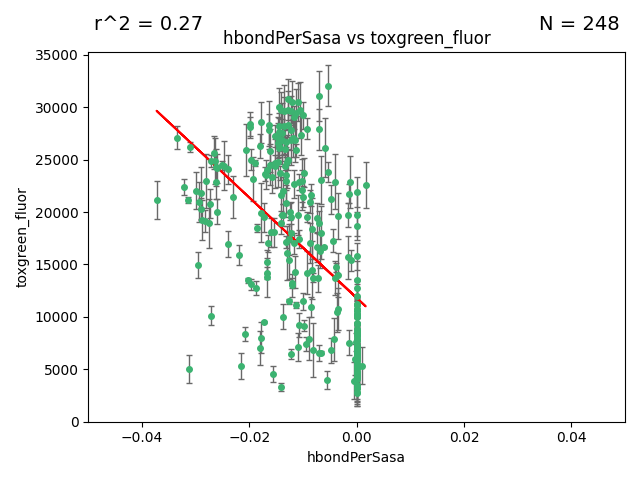 r^2 = 0.27
N = 248
hbondPerSasa vs toxgreen_fluor
35000
30000
25000
20000
15000
10000
5000
0
toxgreen_fluor
−0.04
−0.02
0.00
0.02
0.04
hbondPerSasa